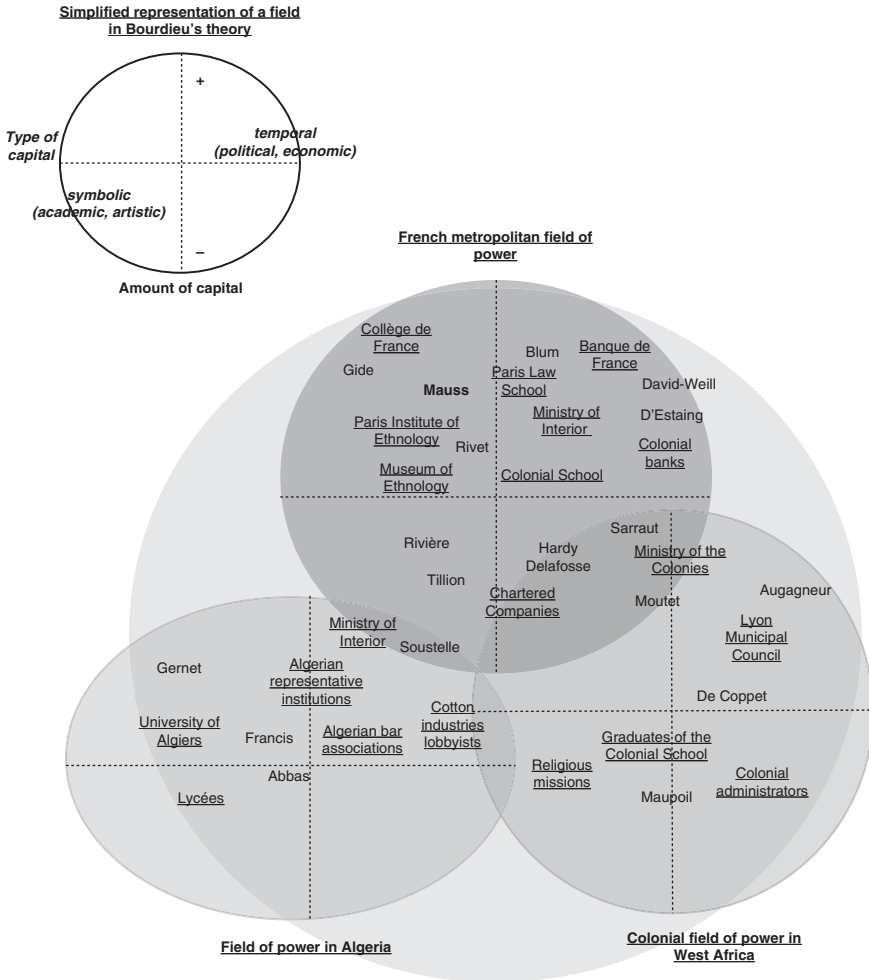 Simplified representation of a field
in Bourdieu's theory
+
Type of
capital
temporal
(political, economic)
symbolic
(academic, artistic)
–
Amount of capital
French metropolitan field of
power
Collège de
France
Gide
Mauss
Blum
Paris Law
School
Banque de
France
David-Weill
Paris Institute of
Ethnology
Rivet
Ministry of
Interior
D'Estaing
Museum of
Ethnology
Colonial School
Colonial
banks
Rivière
Tillion
Hardy
Delafosse
Chartered
Companies
Sarraut
Ministry of the
Colonies
Moutet
Augagneur
Lyon
Municipal
Council
De Coppet
Ministry of
Interior
Soustelle
Gernet
Algerian
representative
institutions
University of
Algiers
Francis
Algerian bar
associations
Cotton
industries
lobbyists
Abbas
Lycées
Graduates of the
Colonial School
Religious
missions
Maupoil
Colonial
administrators
Field of power in Algeria
Colonial field of power in
West Africa